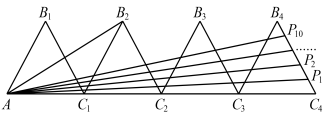 B₁ B₂ B₃ B₄
P₁₀
......
P₂
P₁
A C₁ C₂ C₃ C₄